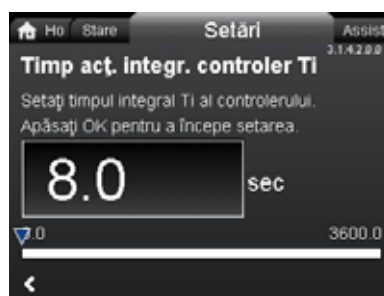 Ho Stare Setări Assist
3.1.4.2.0.0
Timp acţ. integr. controler Ti
Setaţi timpul integral Ti al controlerului.
Apăsaţi OK pentru a începe setarea.
8.0 sec
.0 3600.0